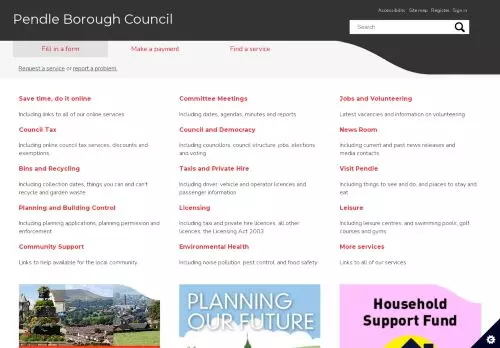 Pendle Borough Council
Accessibility Site map Register Sign in
Search
Fill in a form Make a payment Find a service
Request a service or report a problem.
Save time, do it online
Including links to all of our online services
Committee Meetings
Including dates, agendas, minutes and reports
Jobs and Volunteering
Latest vacancies and information on volunteering
Council Tax
Including online council tax services, discounts and
exemptions
Council and Democracy
Including councillors, council structure, jobs, elections
and voting
News Room
Including current and past news releases and
media contacts
Bins and Recycling
Including collection dates, things you can and can't
recycle and garden waste
Taxis and Private Hire
Including driver, vehicle and operator licences and
passenger information
Visit Pendle
Including things to see and do, and places to stay and
eat
Planning and Building Control
Including planning applications, planning permission and
enforcement
Licensing
Including taxi and private hire licences, all other
licences, the Licensing Act 2003
Leisure
Including leisure centres, and swimming pools, golf
courses and gyms
Community Support
Links to help available for the local community
Environmental Health
Including noise pollution, pest control, and food safety
More services
Links to all of our services
PLANNING
OUR FUTURE
Household
Support Fund